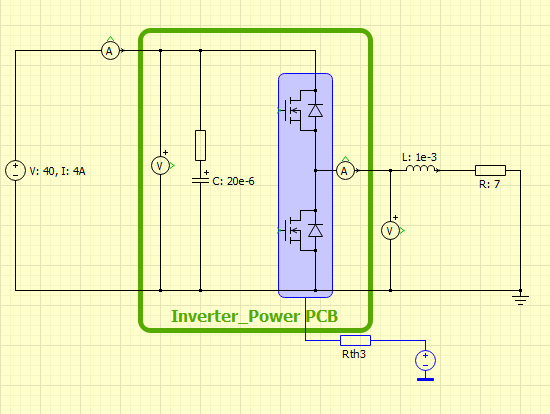 A
V: 40, I: 4A
V
C: 20e-6
A
L: 1e-3
R: 7
V
Inverter_Power PCB
Rth3